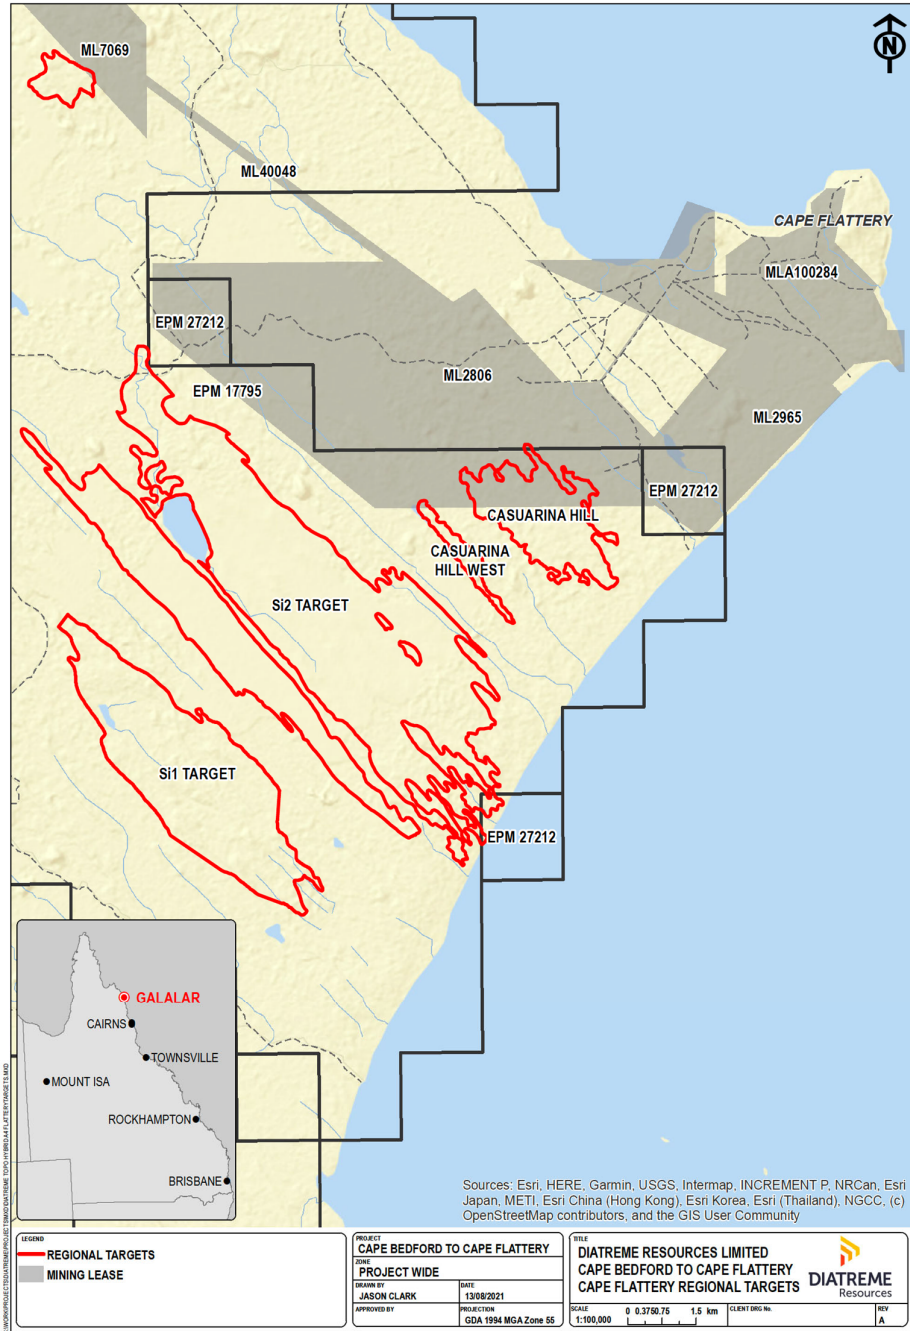 ML7069
N
ML40048
CAPE FLATTERY
MLA100284
EPM 27212
ML2806
EPM 17795
ML2965
EPM 27212
CASUARINA HILL
CASUARINA
HILL WEST
Si2 TARGET
Si1 TARGET
EPM 27212
GALALAR
CAIRNS
TOWNSVILLE
MOUNT ISA
ROCKHAMPTON
BRISBANE
Sources: Esri, HERE, Garmin, USGS, Intermap, INCREMENT P, NRCan, Esri
Japan, METI, Esri China (Hong Kong), Esri Korea, Esri (Thailand), NGCC, (c)
OpenStreetMap contributors, and the GIS User Community
LEGEND
REGIONAL TARGETS
MINING LEASE
PROJECT
CAPE BEDFORD TO CAPE FLATTERY
ZONE
PROJECT WIDE
DRAWN BY
JASON CLARK
DATE
13/08/2021
APPROVED BY
PROJECTION
GDA 1994 MGA Zone 55
TITLE
DIATREME RESOURCES LIMITED
CAPE BEDFORD TO CAPE FLATTERY
CAPE FLATTERY REGIONAL TARGETS
DIATREME
Resources
SCALE
1:100,000
0 0.3750.75 1.5 km
CLIENT DRG No.
REV
A